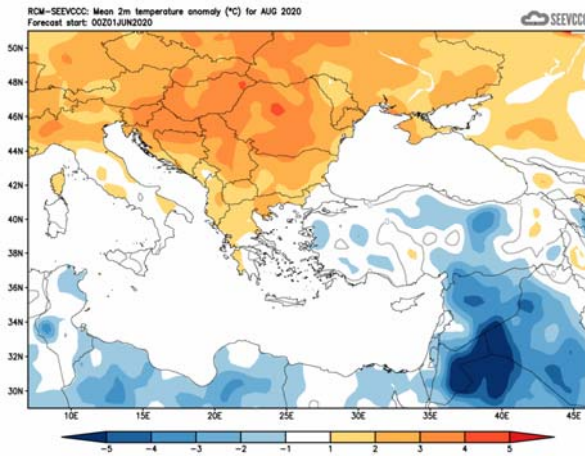 RCM-SEEVCCC: Mean 2m temperature anomaly (°C) for AUG 2020
Forecast start: 00Z01JUN2020
SEEVCCC
50N
48N
46N
44N
42N
40N
38N
36N
34N
32N
30N
10E 15E 20E 25E 30E 35E 40E 45E
-5 -4 -3 -2 -1 1 2 3 4 5